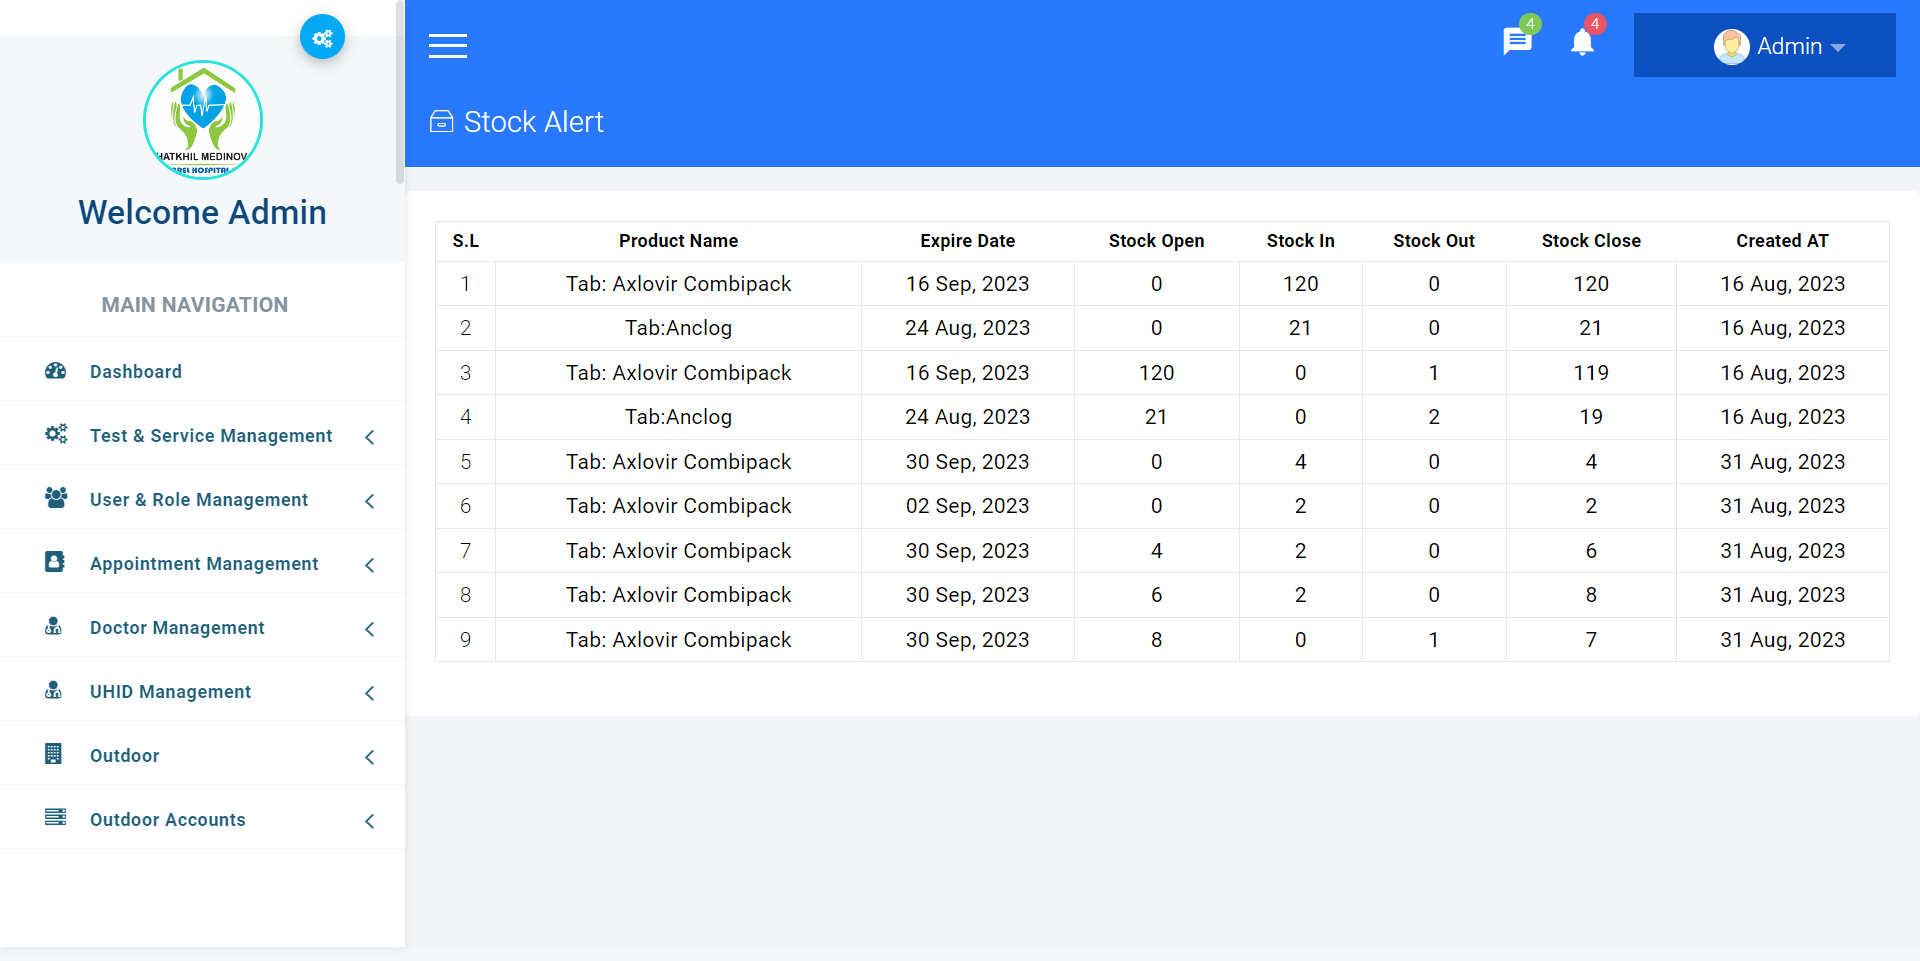 4
4
Admin
Stock Alert
HATKHIL MEDINOV
Welcome Admin
MAIN NAVIGATION
Dashboard
Test & Service Management
User & Role Management
Appointment Management
Doctor Management
UHID Management
Outdoor
Outdoor Accounts
S.L Product Name Expire Date Stock Open Stock In Stock Out Stock Close Created AT
1 Tab: Axlovir Combipack 16 Sep, 2023 0 120 0 120 16 Aug, 2023
2 Tab:Anclog 24 Aug, 2023 0 21 0 21 16 Aug, 2023
3 Tab: Axlovir Combipack 16 Sep, 2023 120 0 1 119 16 Aug, 2023
4 Tab:Anclog 24 Aug, 2023 21 0 2 19 16 Aug, 2023
5 Tab: Axlovir Combipack 30 Sep, 2023 0 4 0 4 31 Aug, 2023
6 Tab: Axlovir Combipack 02 Sep, 2023 0 2 0 2 31 Aug, 2023
7 Tab: Axlovir Combipack 30 Sep, 2023 4 2 0 6 31 Aug, 2023
8 Tab: Axlovir Combipack 30 Sep, 2023 6 2 0 8 31 Aug, 2023
9 Tab: Axlovir Combipack 30 Sep, 2023 8 0 1 7 31 Aug, 2023